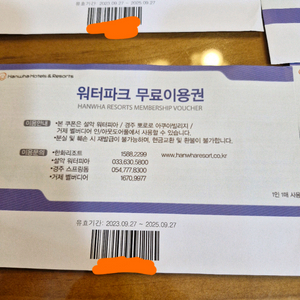 유효기간: 2023.09.27 ~ 2025.09.27
Hanwha Hotels & Resorts
워터파크 무료이용권
HANWHA RESORTS MEMBERSHIP VOUCHER
이용안내 •본 쿠폰은 설악 워터피아 / 경주 뽀로로 아쿠아빌리지 /
거제 벨버디어 인/아웃도어풀에서 사용할 수 있습니다.
•분실 및 훼손 시 재발급이 불가능하며, 현금교환 및 환불이 불가합니다.
이용문의 •한화리조트 1588.2299 www.hanwharesort.co.kr
•설악 워터피아 033.630.5800
•경주 스프링돔 054.777.8300
•거제 벨버디어 1670.9977
1인 1매 사용
유효기간: 2023.09.27 ~ 2025.09.27
Hanwha Hotels & Resorts